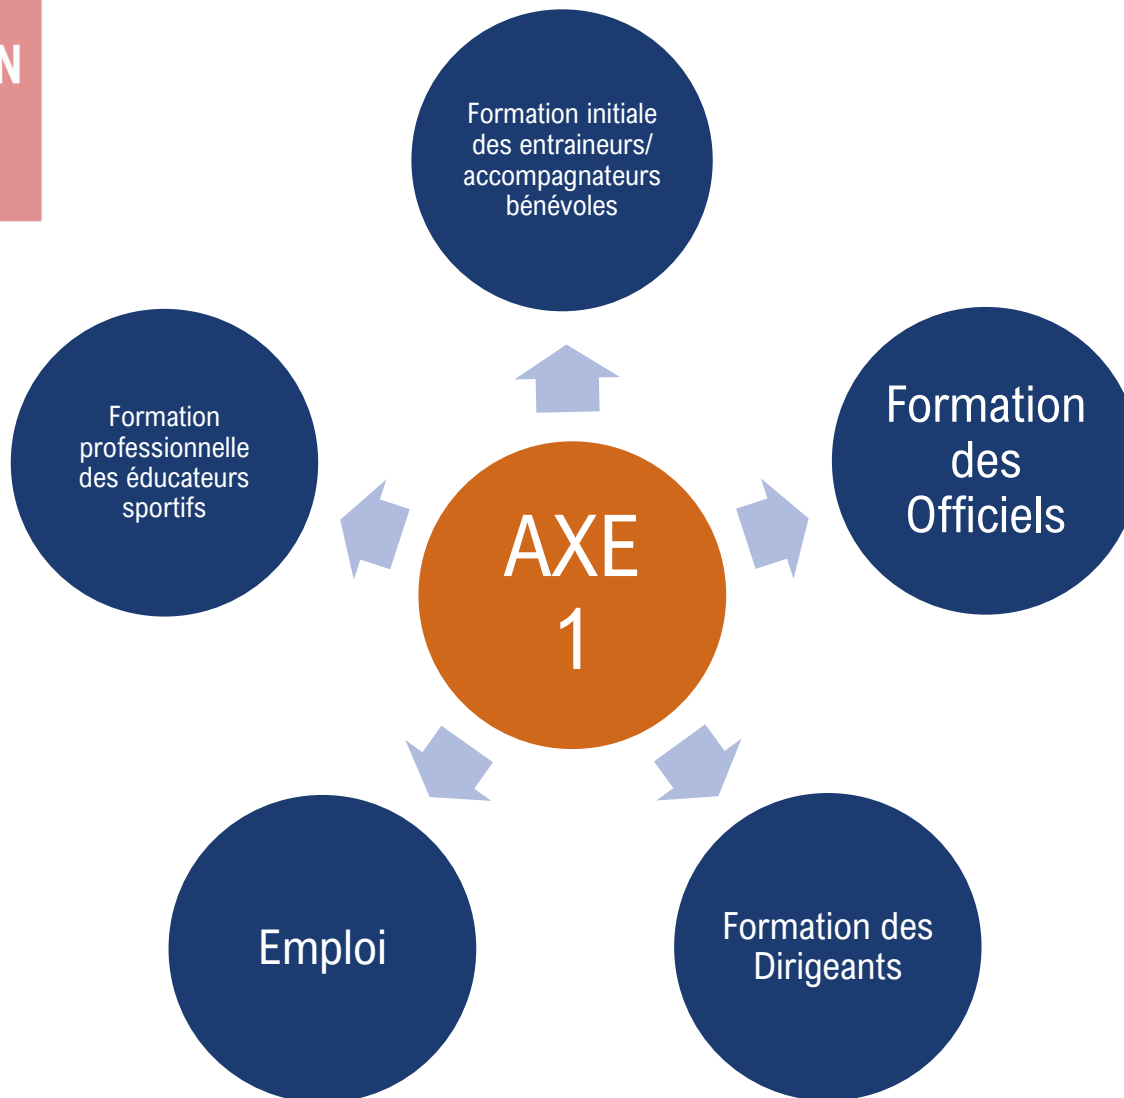 N
Formation initiale
des entraineurs/
accompagnateurs
bénévoles
Formation
des
Officiels
Formation
professionnelle
des éducateurs
sportifs
AXE
1
Emploi
Formation des
Dirigeants